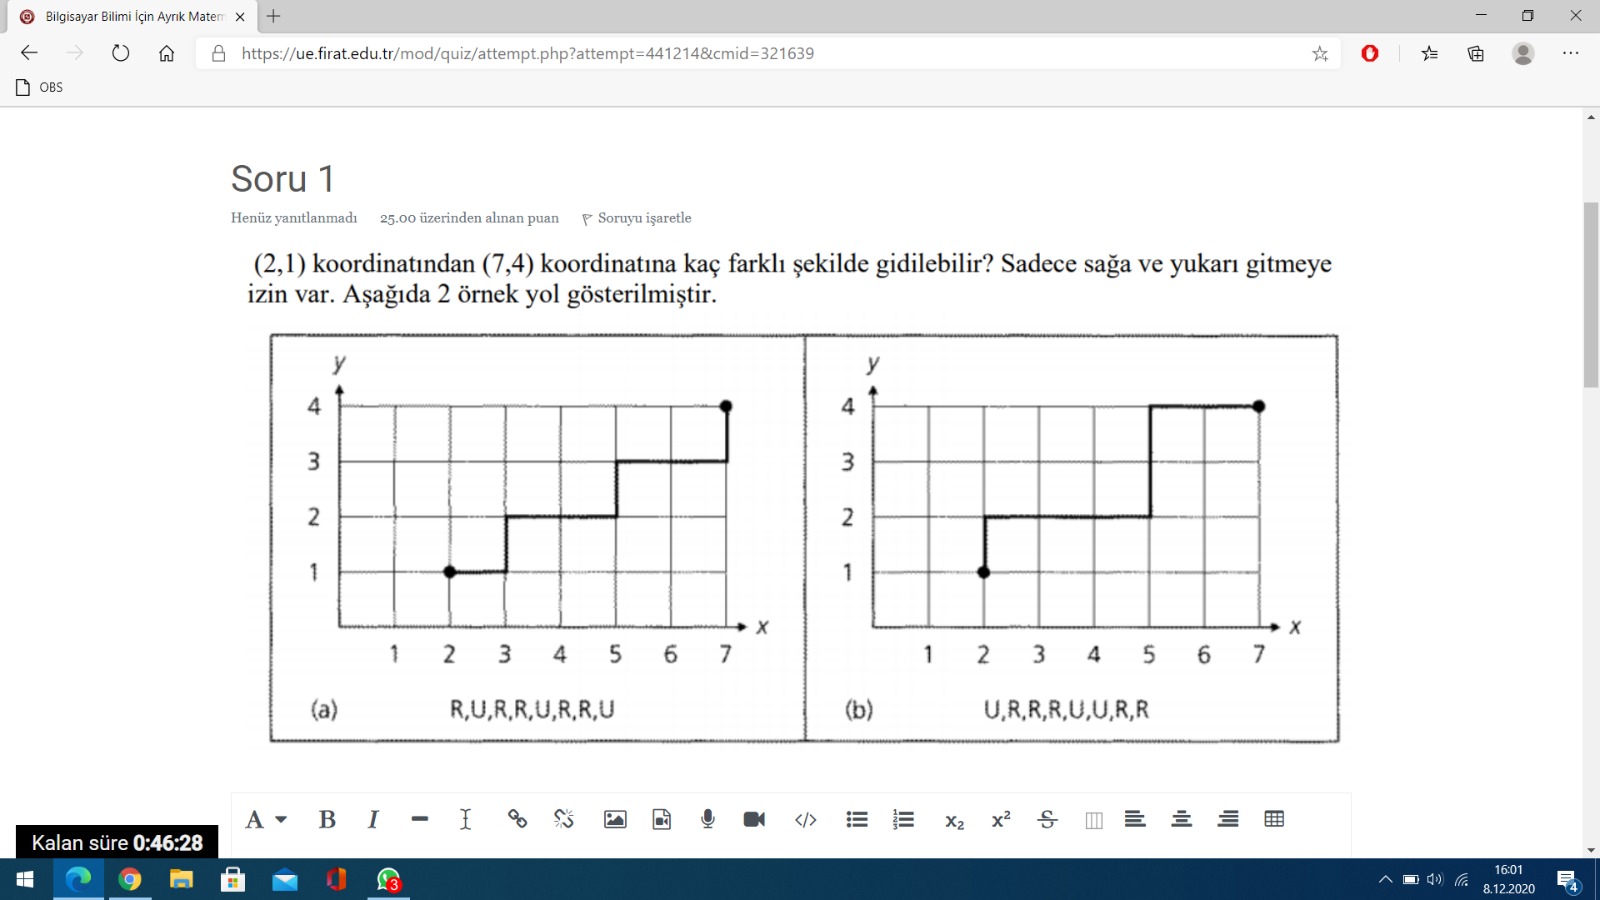 Bilgisayar Bilimi İçin Ayrık Matem
https://ue.firat.edu.tr/mod/quiz/attempt.php?attempt=441214&cmid=321639
OBS
Soru 1
Henüz yanıtlanmadı 25.00 üzerinden alınan puan Soruyu işaretle
(2,1) koordinatından (7,4) koordinatına kaç farklı şekilde gidilebilir? Sadece sağa ve yukarı gitmeye
izin var. Aşağıda 2 örnek yol gösterilmiştir.
y
4
3
2
1
x
1 2 3 4 5 6 7
(a) R,U,R,R,U,R,R,U
y
4
3
2
1
x
1 2 3 4 5 6 7
(b) U,R,R,R,U,U,R,R
A B I x₂ x² S
Kalan süre 0:46:28
3
16:01
8.12.2020
4